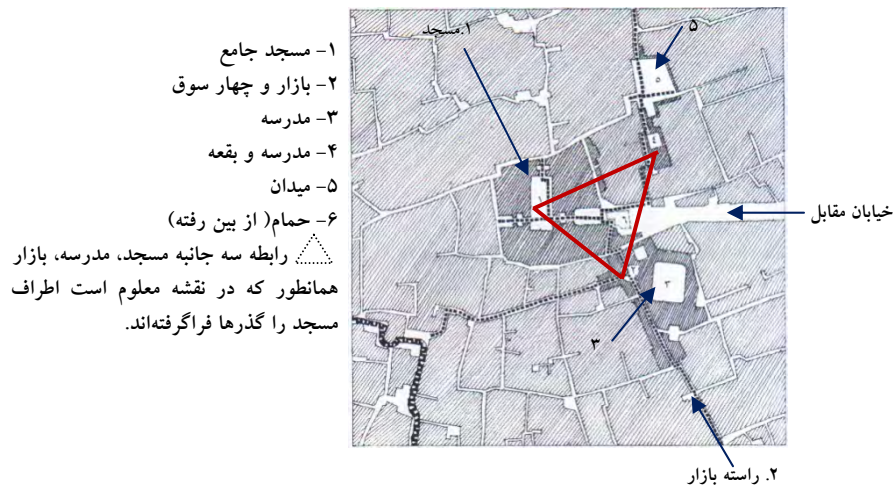 ۱- مسجد جامع
۲- بازار و چهار سوق
۳- مدرسه
۴- مدرسه و بقعه
۵- میدان
۶- حمام( از بین رفته)
رابطه سه جانبه مسجد، مدرسه، بازار
همانطور که در نقشه معلوم است اطراف
مسجد را گذرها فراگرفته‌اند.
۱.مسجد
۵
خیابان مقابل
۳
۳
۲. راسته بازار